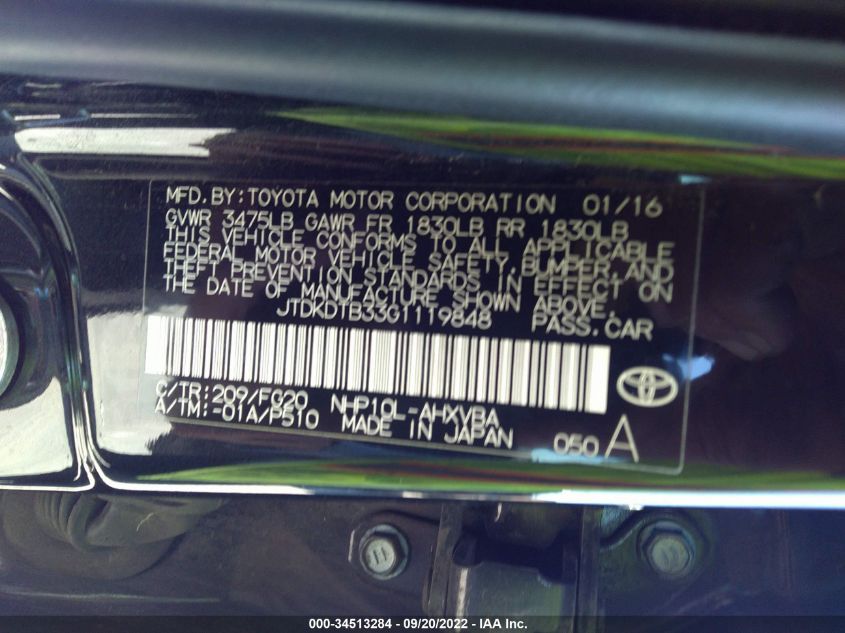 MFD.BY:TOYOTA MOTOR CORPORATION 01/16
GVWR 3475LB GAWR FR 1830LB RR 1830LB
THIS VEHICLE CONFORMS TO ALL APPLICABLE
FEDERAL MOTOR VEHICLE SAFETY,BUMPER,AND
THEFT PREVENTION STANDARDS IN EFFECT ON
THE DATE OF MANUFACTURE SHOWN ABOVE.
JTDKDTB33G1119848 PASS.CAR
C/TR:209/FG20 NHP10L-AHXVBA
A/TM:-01A/P510 MADE IN JAPAN 050 A
000-34513284 - 09/20/2022 - IAA Inc.